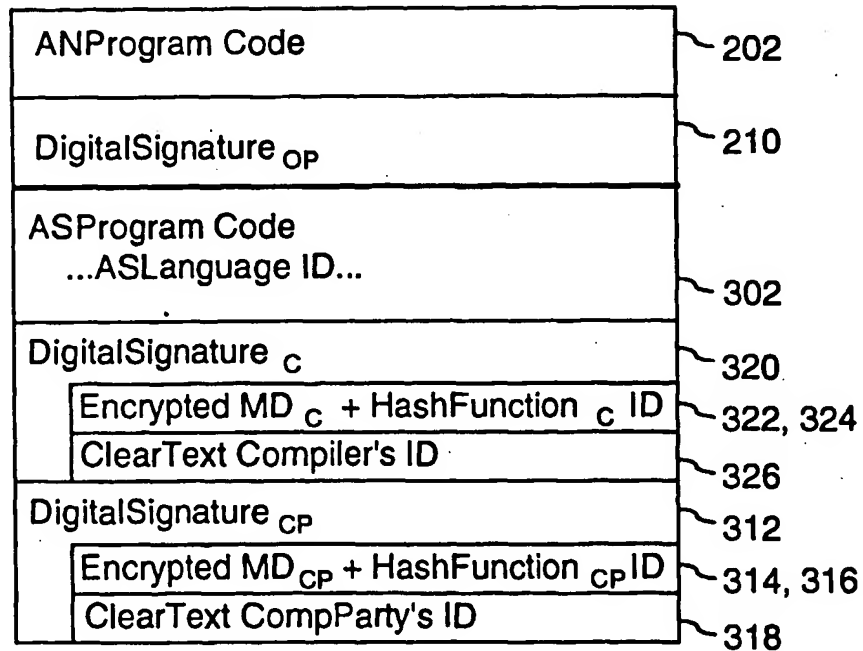 ANProgram Code
202
DigitalSignature OP
210
ASProgram Code
...ASLanguage ID...
302
DigitalSignature C
320
Encrypted MD C + HashFunction C ID
322, 324
ClearText Compiler's ID
326
DigitalSignature CP
312
Encrypted MD CP + HashFunction CP ID
314, 316
ClearText CompParty's ID
318